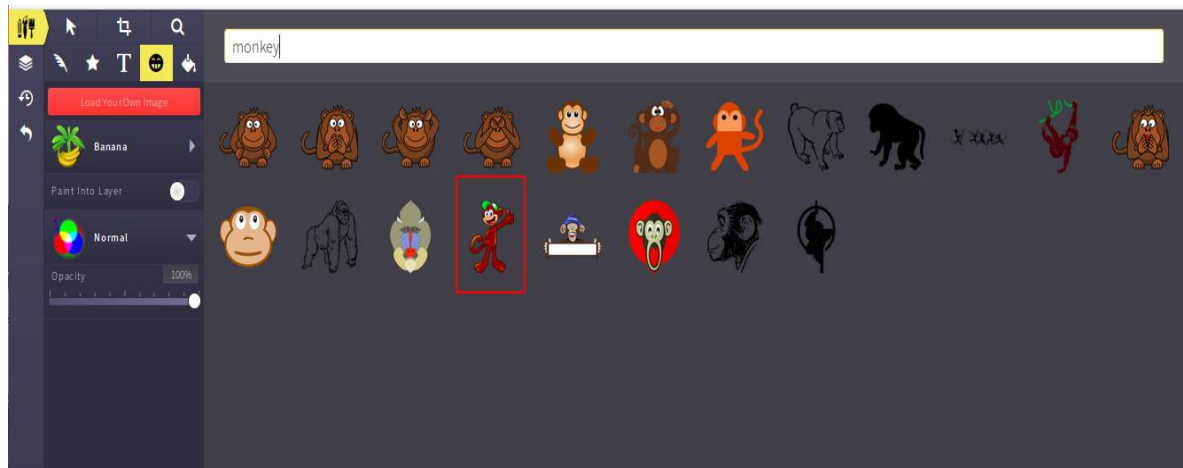 monkey
T
Load Your Own Image
Banana
Paint Into Layer
Normal
Opacity 100%